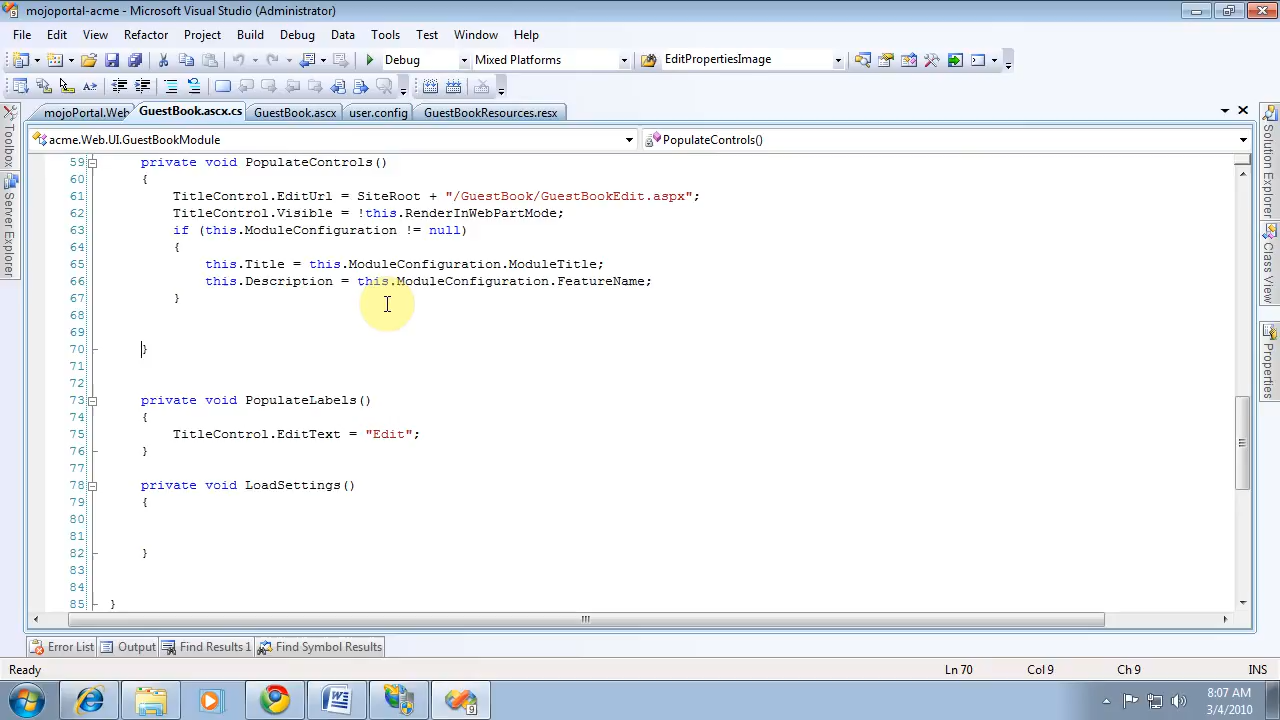 mojoportal-acme - Microsoft Visual Studio (Administrator)
File Edit View Refactor Project Build Debug Data Tools Test Window Help
Debug Mixed Platforms EditPropertiesImage
mojoPortal.Web GuestBook.ascx.cs GuestBook.ascx user.config GuestBookResources.resx
acme.Web.UI.GuestBookModule PopulateControls()
Toolbox
Server Explorer
Solution Explorer
Class View
Properties
59 private void PopulateControls()
60 {
61 TitleControl.EditUrl = SiteRoot + "/GuestBook/GuestBookEdit.aspx";
62 TitleControl.Visible = !this.RenderInWebPartMode;
63 if (this.ModuleConfiguration != null)
64 {
65 this.Title = this.ModuleConfiguration.ModuleTitle;
66 this.Description = this.ModuleConfiguration.FeatureName;
67 }
68
69
70 }
71
72
73 private void PopulateLabels()
74 {
75 TitleControl.EditText = "Edit";
76 }
77
78 private void LoadSettings()
79 {
80
81
82 }
83
84
85 }
Error List Output Find Results 1 Find Symbol Results
Ready Ln 70 Col 9 Ch 9 INS
8:07 AM
3/4/2010